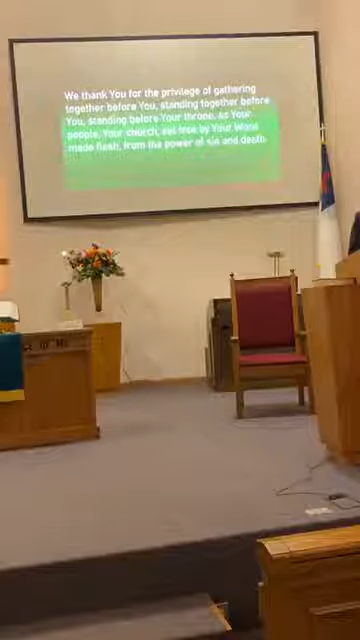 We thank You for the privilege of gathering
together before You, standing together before
You, standing before Your throne. As Your
people, Your church, set free by Your Word
made flesh, from the power of sin and death.